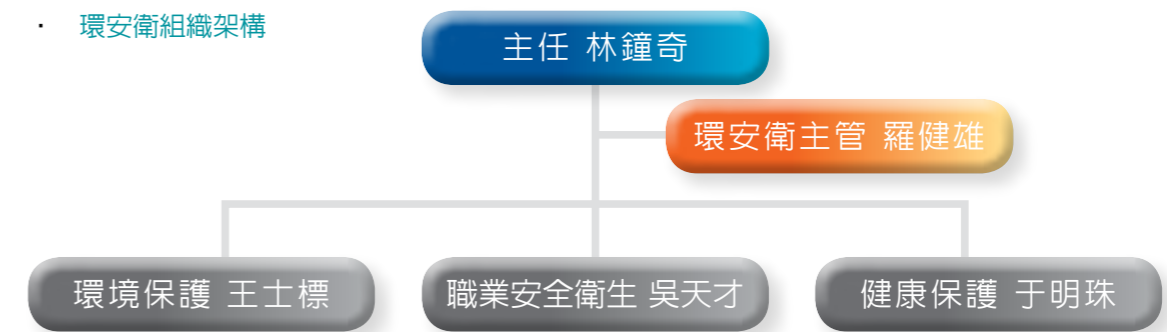 · 環安衛組織架構
主任 林鐘奇
環安衛主管 羅健雄
環境保護 王士標
職業安全衛生 吳天才
健康保護 于明珠